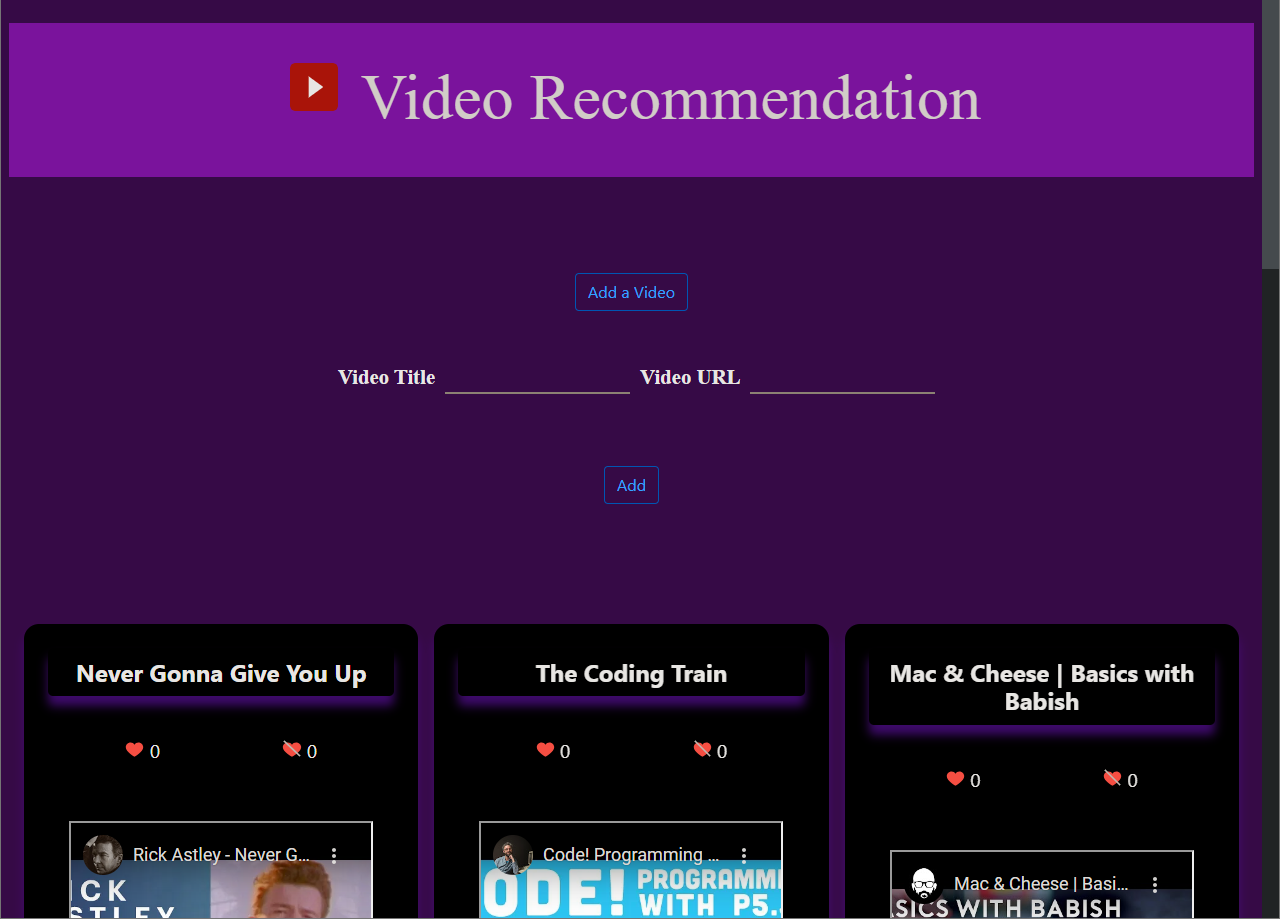 Video Recommendation
Add a Video
Video Title
Video URL
Add
Never Gonna Give You Up
0
0
The Coding Train
0
0
Mac & Cheese | Basics with
Babish
0
0
Rick Astley - Never G...
Code! Programming ...
ODE!
PROGRAMMI
WITH P5.
Mac & Cheese | Basi...
ASICS WITH BABISH
ICK
STLEY